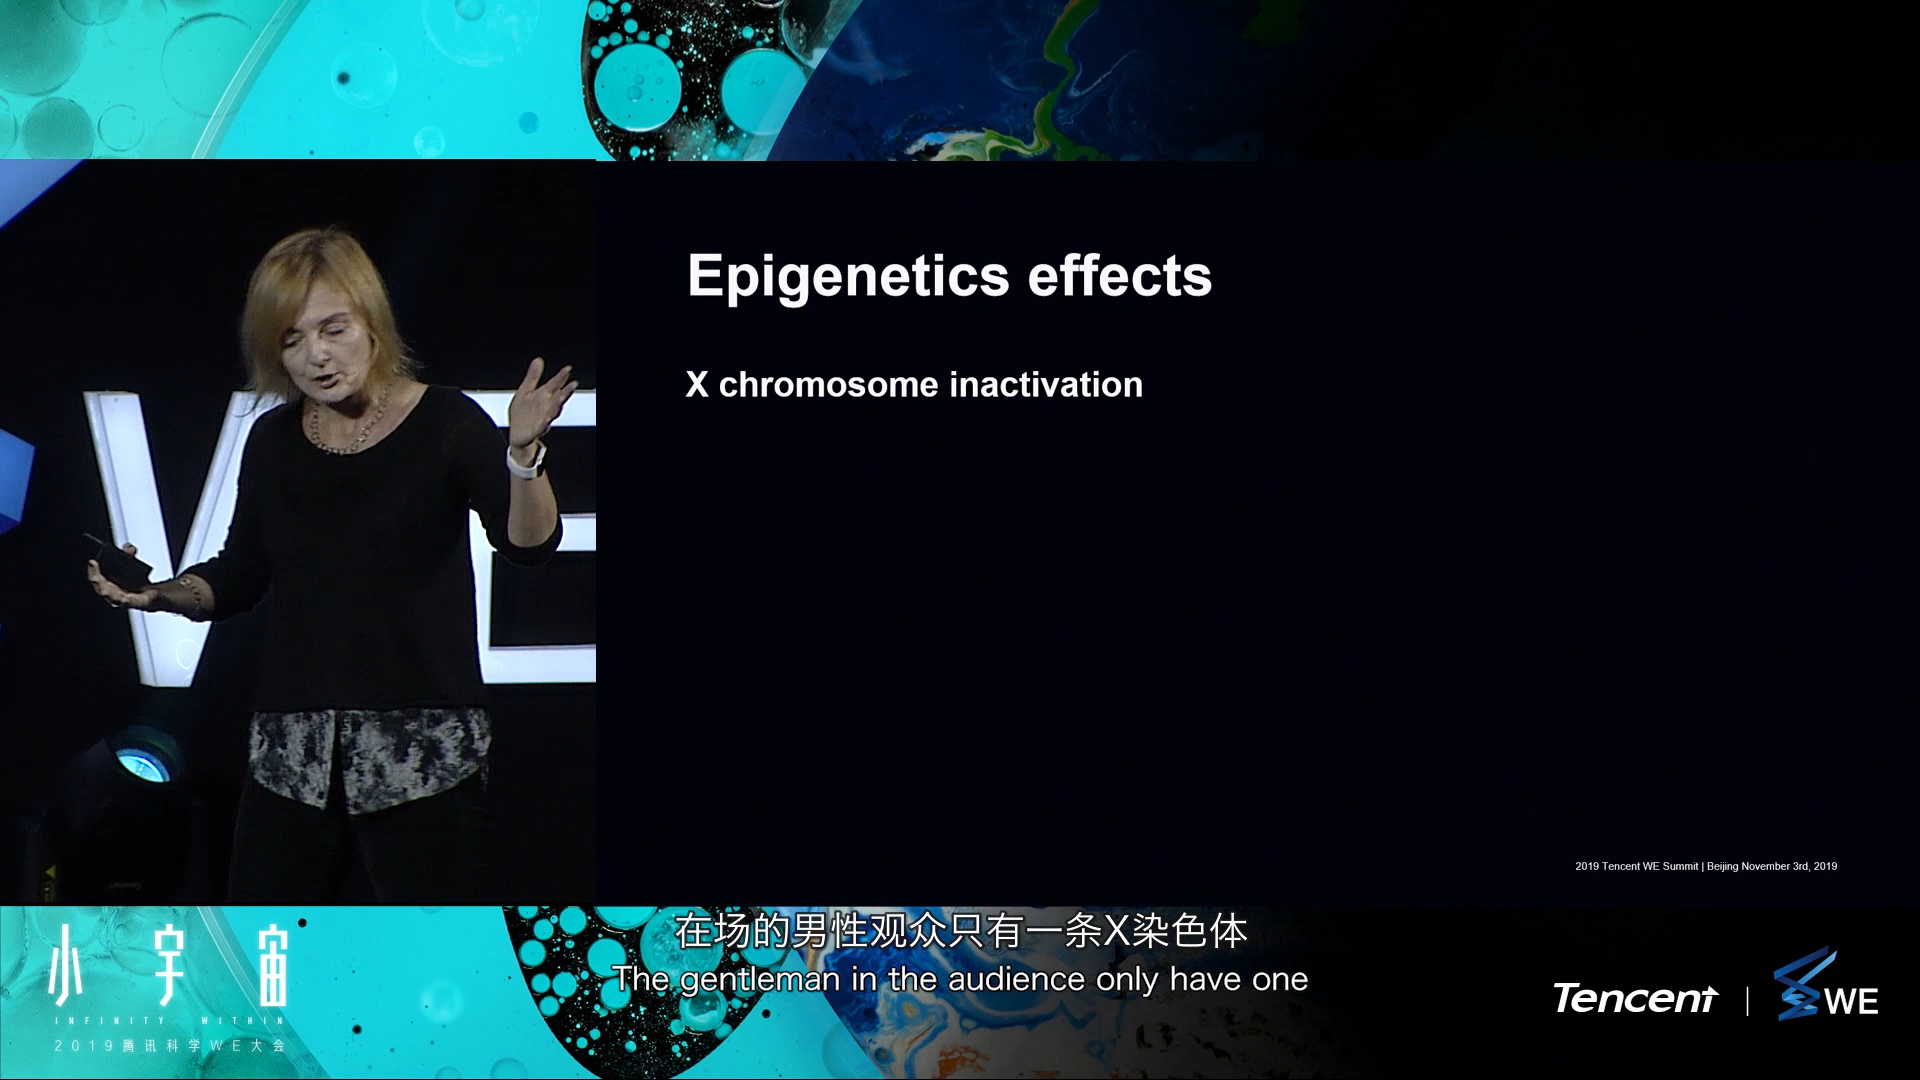 Epigenetics effects
X chromosome inactivation
WE
2019 Tencent WE Summit | Beijing November 3rd, 2019
在场的男性观众只有一条X染色体
The gentleman in the audience only have one
小宇宙
INFINITY WITHIN
2019腾讯科学WE大会
Tencent | WE